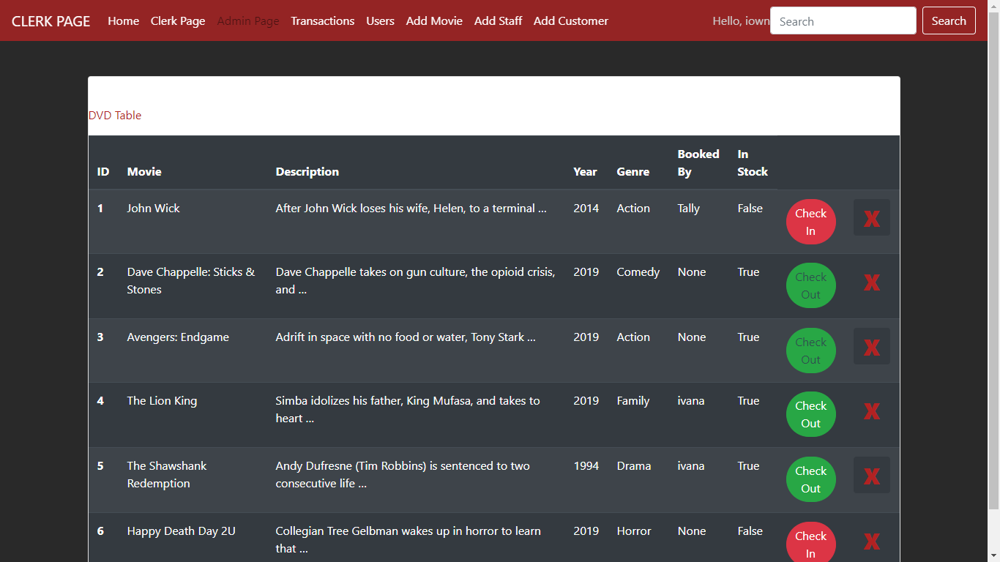 CLERK PAGE Home Clerk Page Admin Page Transactions Users Add Movie Add Staff Add Customer Hello, iown Search Search
DVD Table
ID Movie Description Year Genre Booked By In Stock
1 John Wick After John Wick loses his wife, Helen, to a terminal ... 2014 Action Tally False Check In X
2 Dave Chappelle: Sticks & Stones Dave Chappelle takes on gun culture, the opioid crisis, and ... 2019 Comedy None True Check Out X
3 Avengers: Endgame Adrift in space with no food or water, Tony Stark ... 2019 Action None True Check Out X
4 The Lion King Simba idolizes his father, King Mufasa, and takes to heart ... 2019 Family ivana True Check Out X
5 The Shawshank Redemption Andy Dufresne (Tim Robbins) is sentenced to two consecutive life ... 1994 Drama ivana True Check Out X
6 Happy Death Day 2U Collegian Tree Gelbman wakes up in horror to learn that ... 2019 Horror None False Check In X